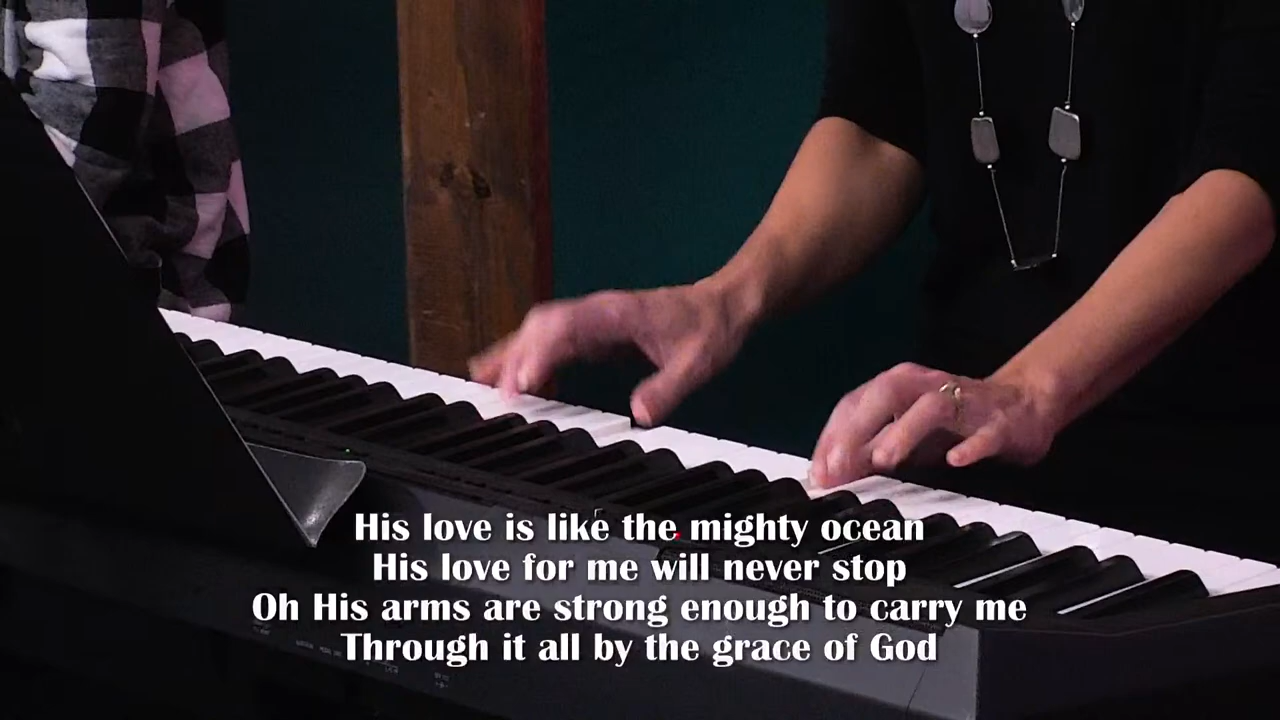 His love is like the mighty ocean
His love for me will never stop
Oh His arms are strong enough to carry me
Through it all by the grace of God